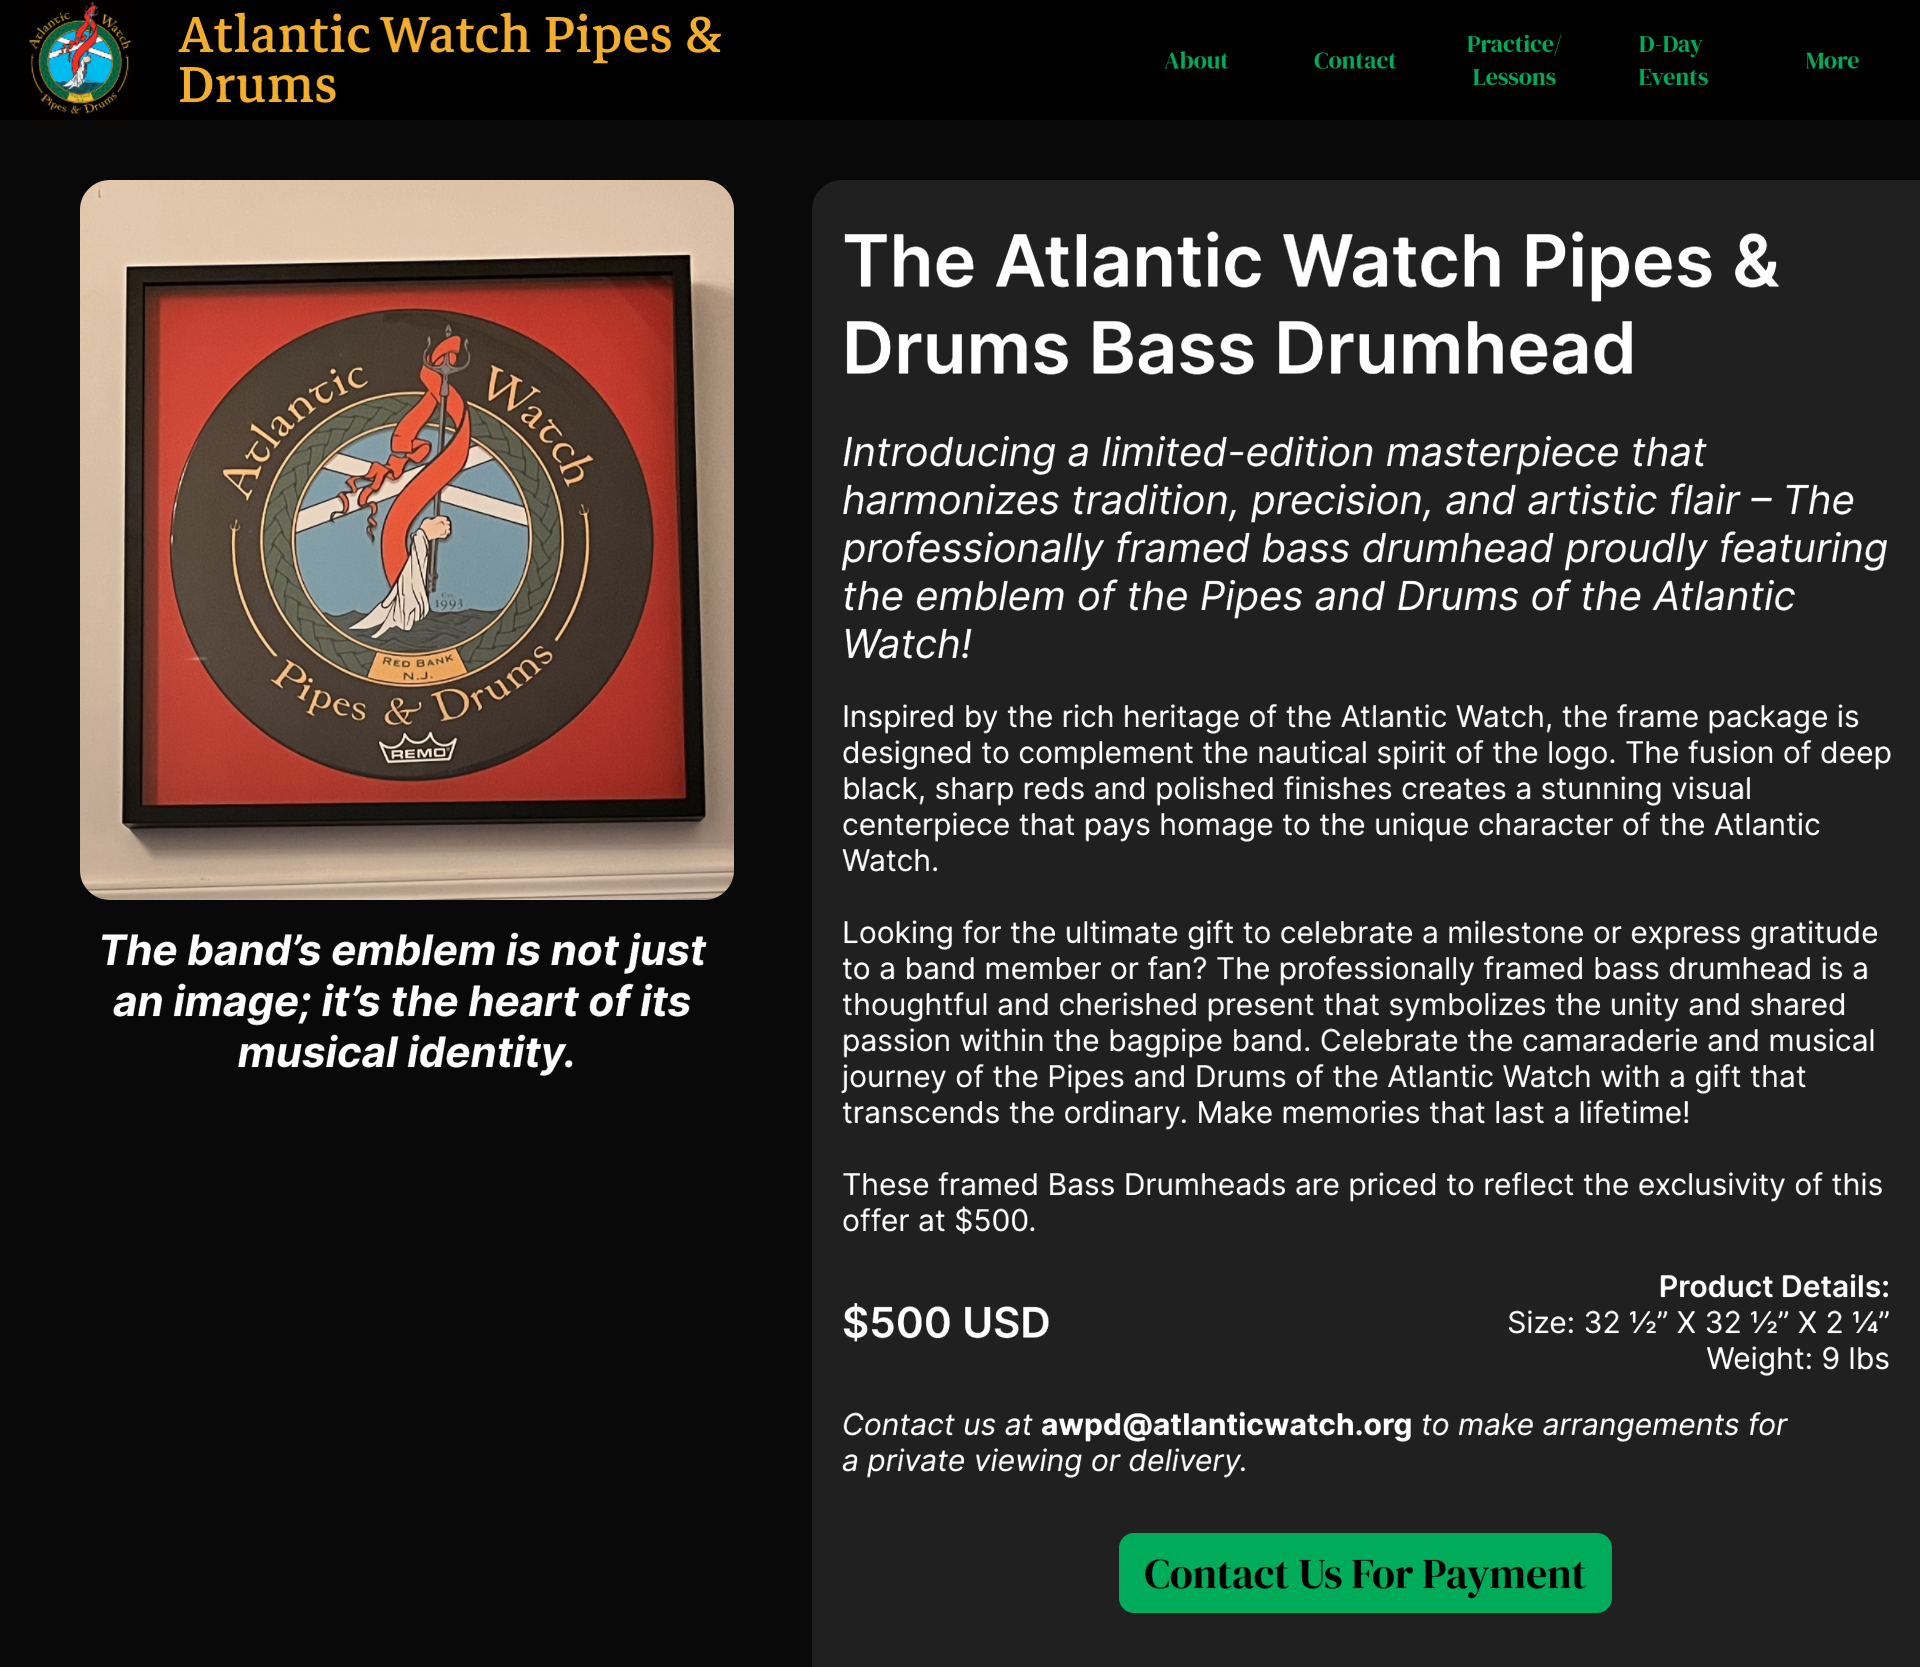 Atlantic Watch
Pipes & Drums
Atlantic Watch Pipes &
Drums
About
Contact
Practice/
Lessons
D-Day
Events
More
Atlantic Watch
Est.
1993
RED BANK
N.J.
Pipes & Drums
REMO
The band’s emblem is not just
an image; it’s the heart of its
musical identity.
The Atlantic Watch Pipes &
Drums Bass Drumhead
Introducing a limited-edition masterpiece that
harmonizes tradition, precision, and artistic flair – The
professionally framed bass drumhead proudly featuring
the emblem of the Pipes and Drums of the Atlantic
Watch!
Inspired by the rich heritage of the Atlantic Watch, the frame package is
designed to complement the nautical spirit of the logo. The fusion of deep
black, sharp reds and polished finishes creates a stunning visual
centerpiece that pays homage to the unique character of the Atlantic
Watch.
Looking for the ultimate gift to celebrate a milestone or express gratitude
to a band member or fan? The professionally framed bass drumhead is a
thoughtful and cherished present that symbolizes the unity and shared
passion within the bagpipe band. Celebrate the camaraderie and musical
journey of the Pipes and Drums of the Atlantic Watch with a gift that
transcends the ordinary. Make memories that last a lifetime!
These framed Bass Drumheads are priced to reflect the exclusivity of this
offer at $500.
$500 USD
Product Details:
Size: 32 ½” X 32 ½” X 2 ¼”
Weight: 9 lbs
Contact us at awpd@atlanticwatch.org to make arrangements for
a private viewing or delivery.
Contact Us For Payment